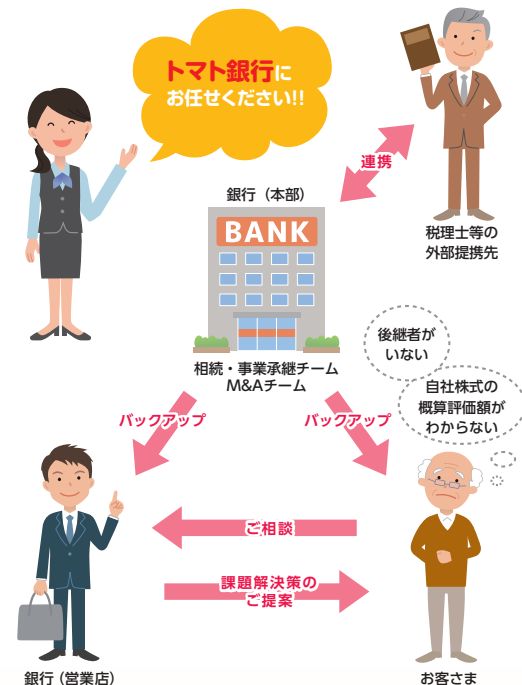 トマト銀行に
お任せください!!
連携
税理士等の
外部提携先
銀行（本部）
BANK
相続・事業承継チーム
M&Aチーム
後継者が
いない
自社株式の
概算評価額が
わからない
バックアップ
バックアップ
ご相談
課題解決策の
ご提案
銀行（営業店）
お客さま